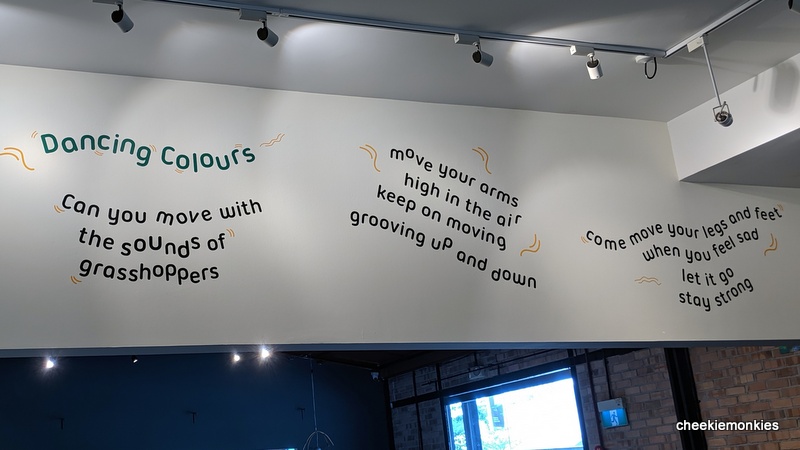 Dancing Colours
Can you move with
the sounds of
grasshoppers
move your arms
high in the air
keep on moving
grooving up and down
come move your legs and feet
when you feel sad
let it go
stay strong
cheekiemonkies